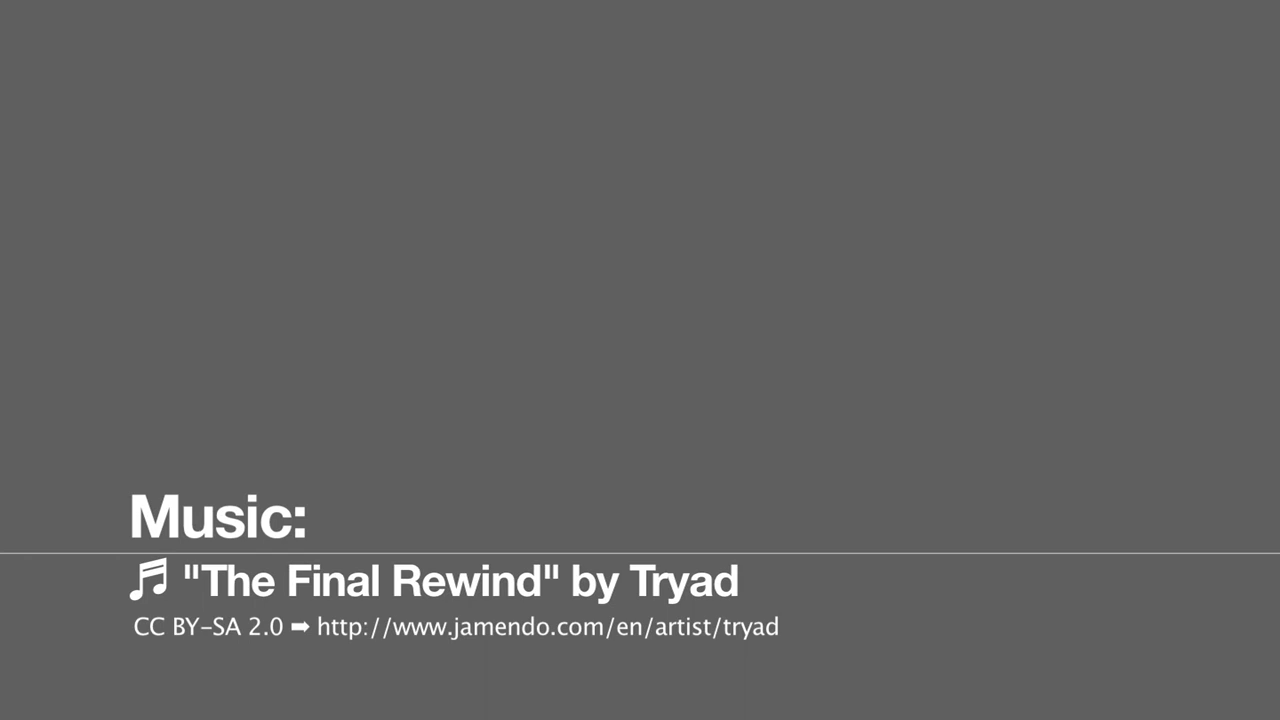 Music:
🎵 "The Final Rewind" by Tryad
CC BY–SA 2.0 ➡ http://www.jamendo.com/en/artist/tryad